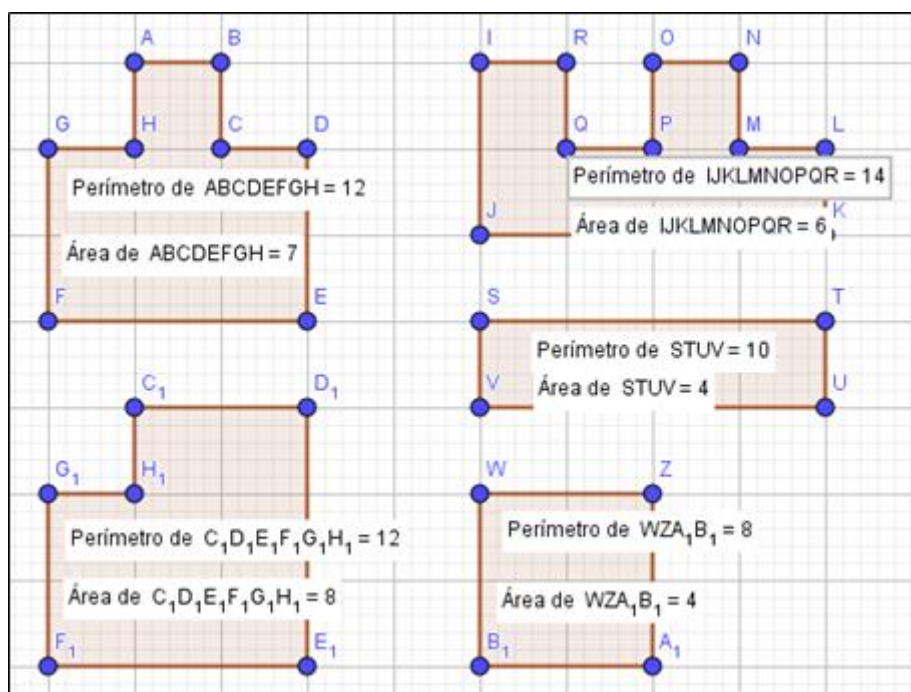 A B
G H C D
Perímetro de ABCDEFGH = 12
Área de ABCDEFGH = 7
F E
I R O N
Q P M L
Perímetro de IJKLMNOPQR = 14
J K
Área de IJKLMNOPQR = 6
S T
Perímetro de STUV = 10
V U
Área de STUV = 4
C₁ D₁
G₁ H₁
Perímetro de C₁D₁E₁F₁G₁H₁ = 12
Área de C₁D₁E₁F₁G₁H₁ = 8
F₁ E₁
W Z
Perímetro de WZA₁B₁ = 8
Área de WZA₁B₁ = 4
B₁ A₁